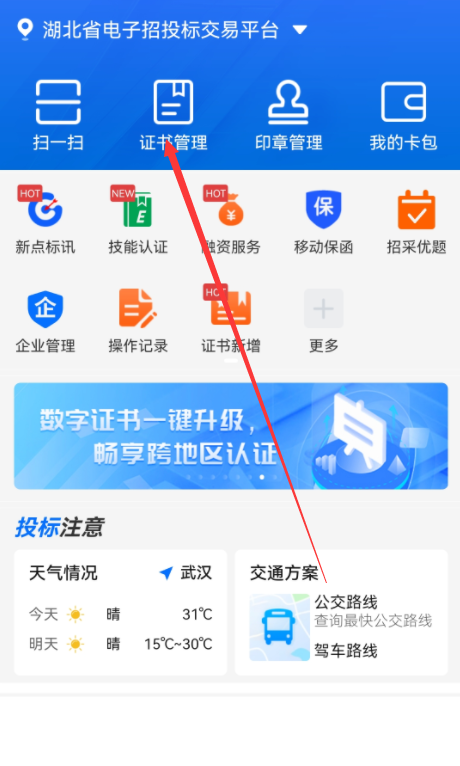 湖北省电子招投标交易平台
扫一扫 证书管理 印章管理 我的卡包
HOT NEW HOT
新点标讯 技能认证 融资服务 移动保函 招采优题
HOT
企业管理 操作记录 证书新增 更多
数字证书一键升级，
畅享跨地区认证
投标注意
天气情况 武汉
今天 晴 31℃
明天 晴 15℃~30℃
交通方案
公交路线
查询最快公交路线
驾车路线